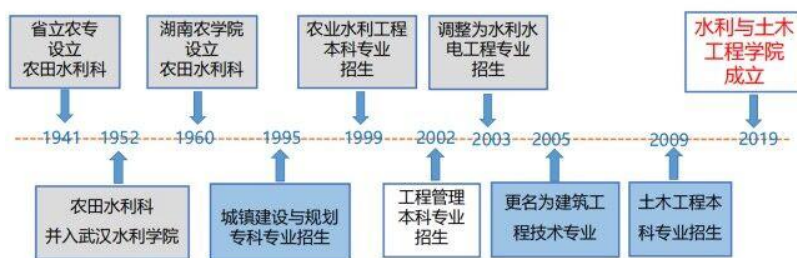 省立农专
设立
农田水利科
湖南农学院
设立
农田水利科
农业水利工程
本科专业
招生
调整为水利水
电工程专业
招生
水利与土木
工程学院
成立
1941
1952
1960
1995
1999
2002
2003
2005
2009
2019
农田水利科
并入武汉水利学院
城镇建设与规划
专科专业招生
工程管理
本科专业
招生
更名为建筑工
程技术专业
土木工程本
科专业招生